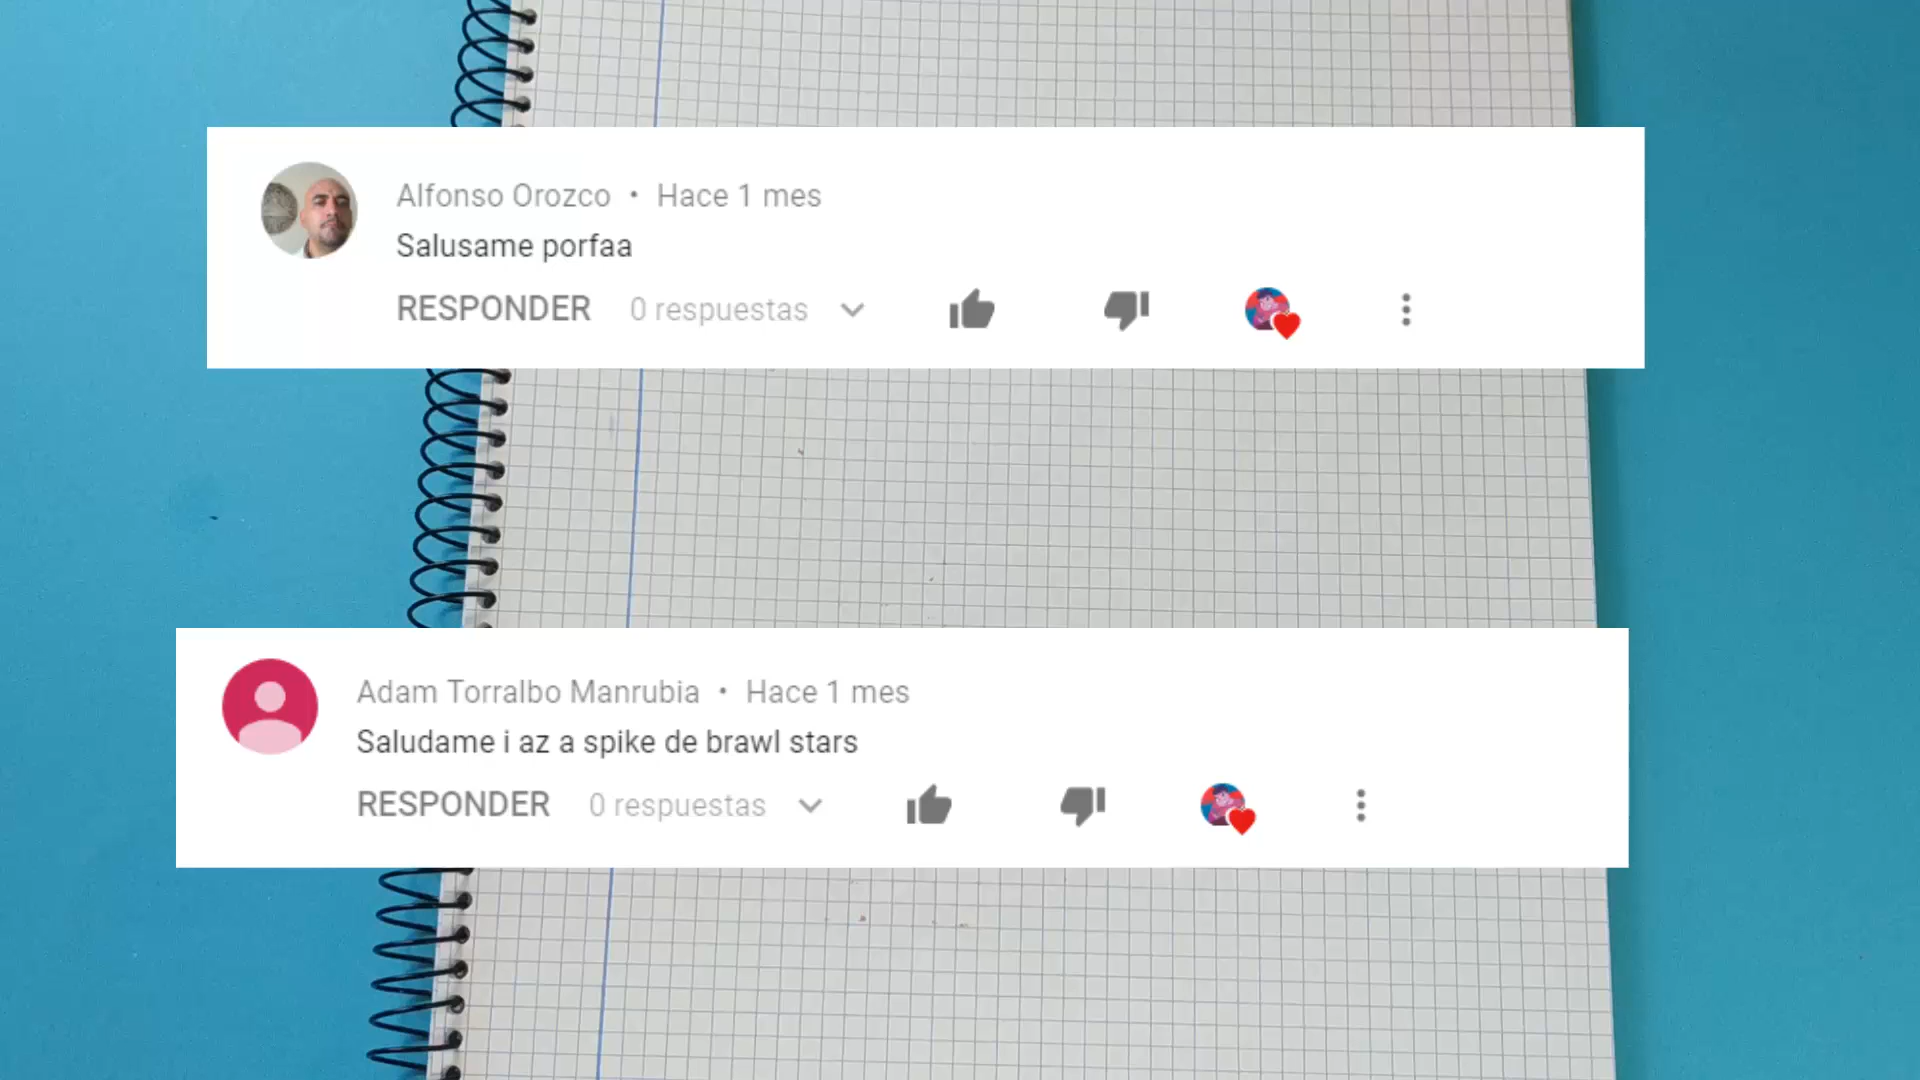 Alfonso Orozco • Hace 1 mes
Salusame porfaa
RESPONDER 0 respuestas
Adam Torralbo Manrubia • Hace 1 mes
Saludame i az a spike de brawl stars
RESPONDER 0 respuestas